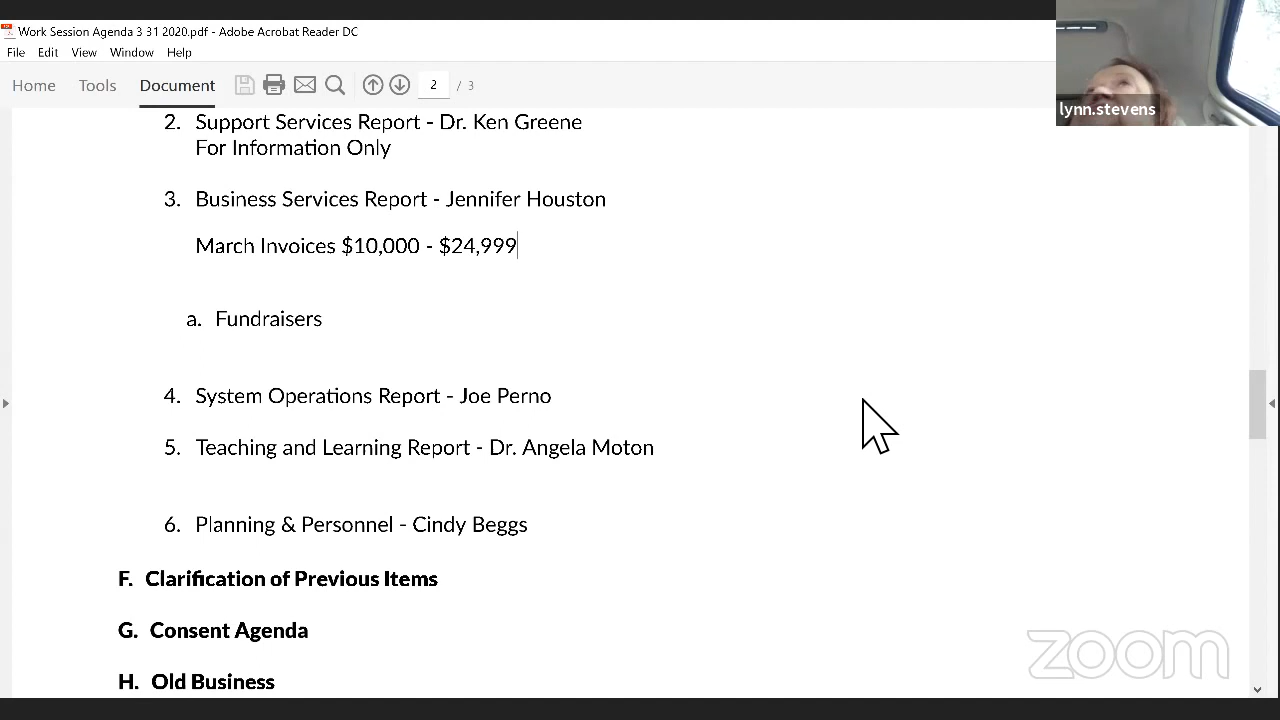 Work Session Agenda 3 31 2020.pdf - Adobe Acrobat Reader DC
File Edit View Window Help
Home Tools Document 2 / 3
lynn.stevens
2. Support Services Report - Dr. Ken Greene
For Information Only
3. Business Services Report - Jennifer Houston
March Invoices $10,000 - $24,999
a. Fundraisers
4. System Operations Report - Joe Perno
5. Teaching and Learning Report - Dr. Angela Moton
6. Planning & Personnel - Cindy Beggs
F. Clarification of Previous Items
G. Consent Agenda
H. Old Business
zoom